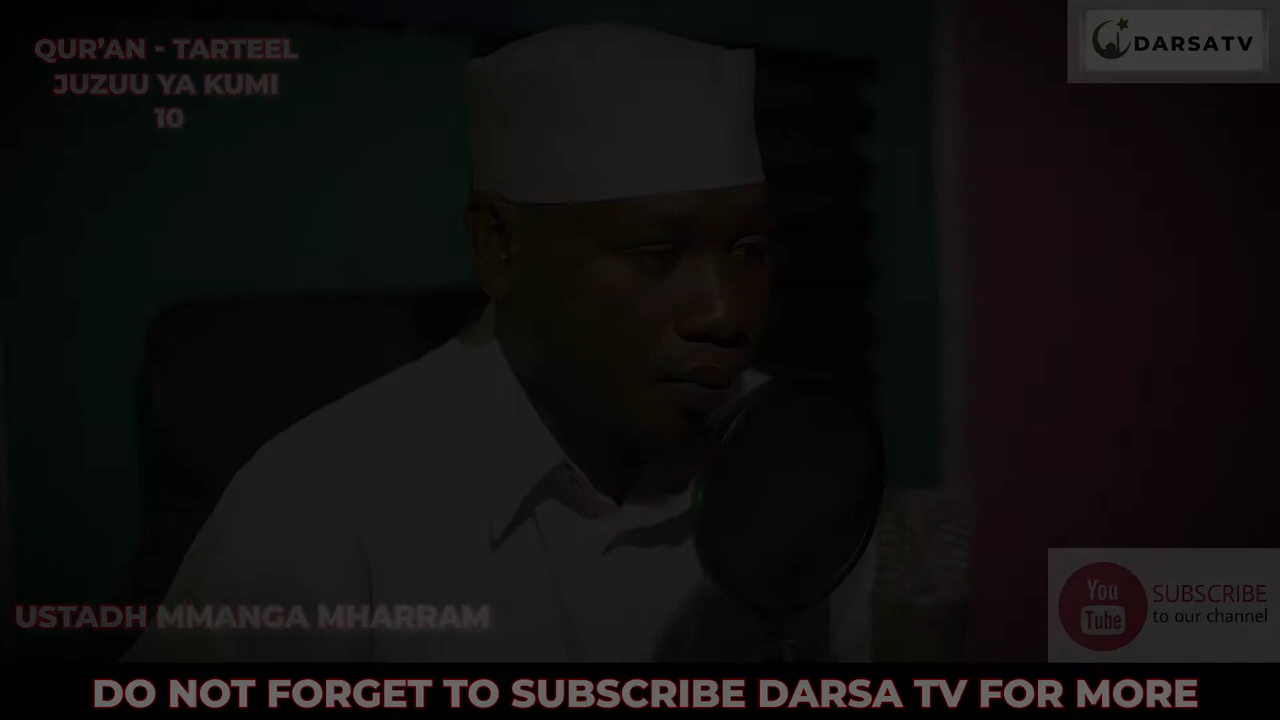 QUR'AN - TARTEEL
JUZUU YA KUMI
10
DARSATV
USTADH MMANGA MHARRAM
You
Tube
SUBSCRIBE
to our channel
DO NOT FORGET TO SUBSCRIBE DARSA TV FOR MORE